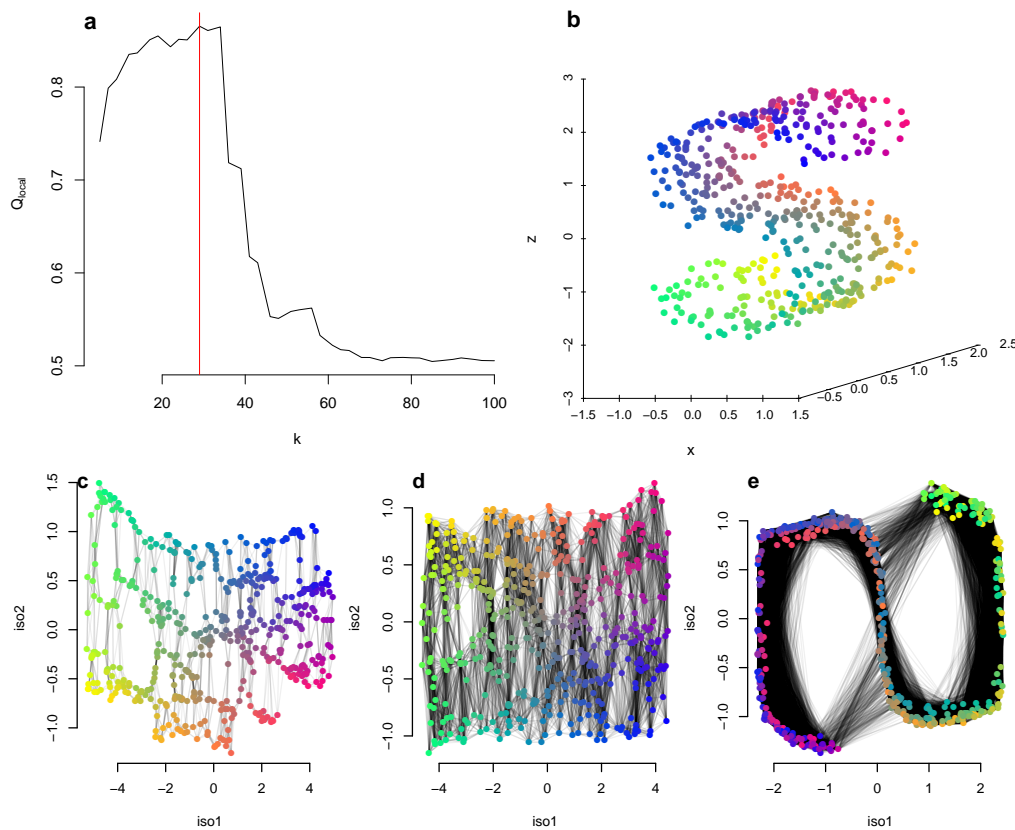 a
0.5 0.6 0.7 0.8
Q_local
20 40 60 80 100
k
b
−3 −2 −1 0 1 2 3
z
−1.5 −1.0 −0.5 0.0 0.5 1.0 1.5
x
−0.5 0.0 0.5 1.0 1.5 2.0 2.5
c
−1.0 −0.5 0.0 0.5 1.0 1.5
iso2
−4 −2 0 2 4
iso1
d
−1.0 −0.5 0.0 0.5 1.0
iso2
−4 −2 0 2 4
iso1
e
−1.0 −0.5 0.0 0.5 1.0
iso2
−2 −1 0 1 2
iso1